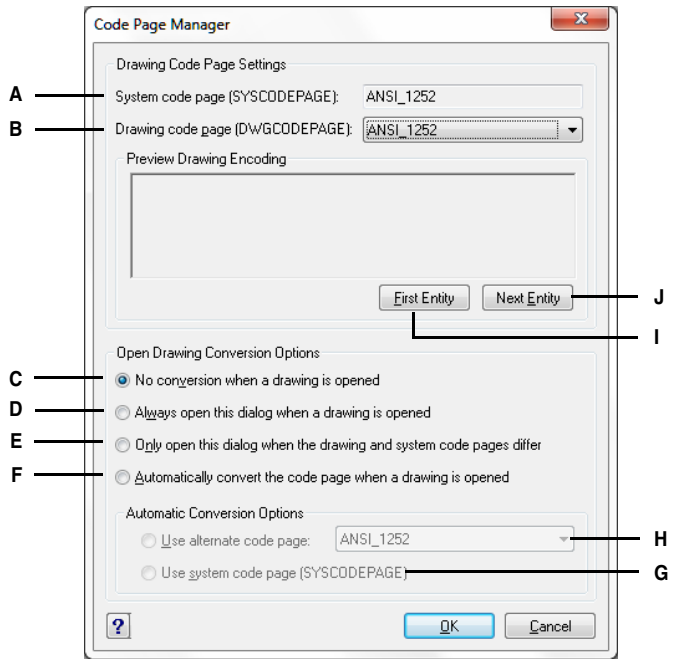 Code Page Manager
Drawing Code Page Settings
A
System code page (SYSCODEPAGE): ANSI_1252
B
Drawing code page (DWGCODEPAGE): ANSI_1252
Preview Drawing Encoding
First Entity Next Entity
J
I
Open Drawing Conversion Options
C
No conversion when a drawing is opened
D
Always open this dialog when a drawing is opened
E
Only open this dialog when the drawing and system code pages differ
F
Automatically convert the code page when a drawing is opened
Automatic Conversion Options
Use alternate code page: ANSI_1252
H
Use system code page (SYSCODEPAGE)
G
? OK Cancel